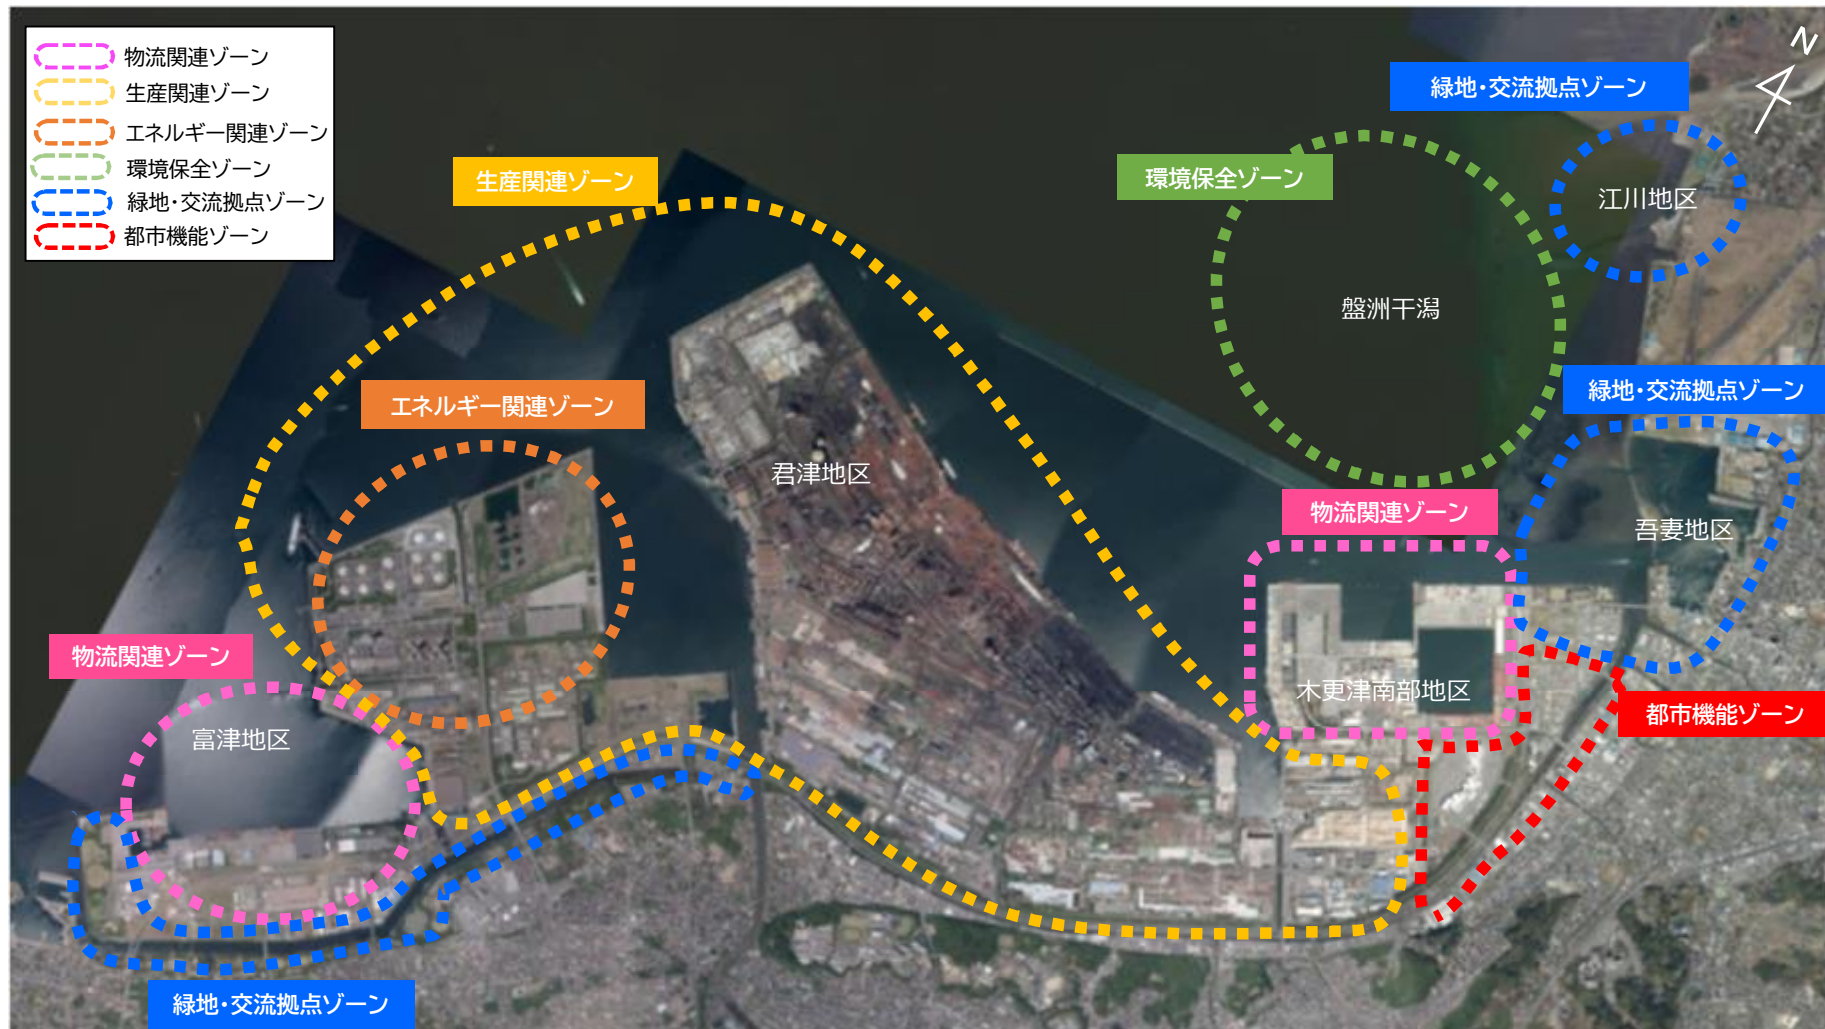 物流関連ゾーン
生産関連ゾーン
エネルギー関連ゾーン
環境保全ゾーン
緑地・交流拠点ゾーン
都市機能ゾーン
N
緑地・交流拠点ゾーン
江川地区
環境保全ゾーン
生産関連ゾーン
盤洲干潟
緑地・交流拠点ゾーン
エネルギー関連ゾーン
君津地区
物流関連ゾーン
吾妻地区
物流関連ゾーン
木更津南部地区
都市機能ゾーン
富津地区
緑地・交流拠点ゾーン